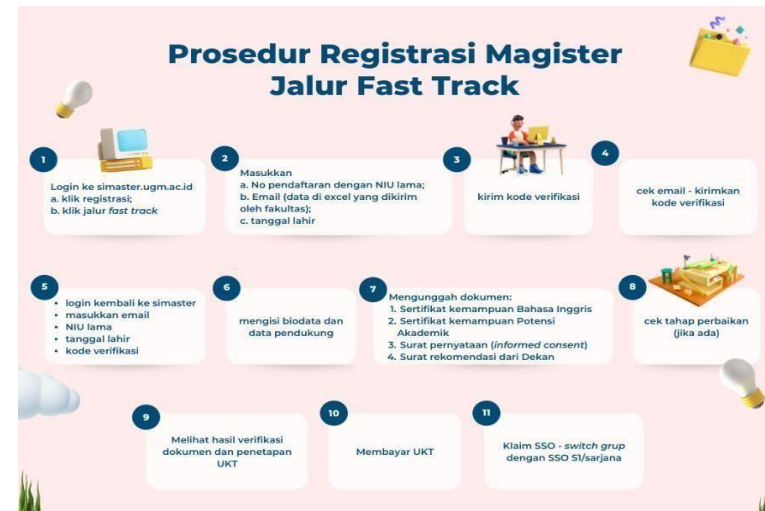 Prosedur Registrasi Magister
Jalur Fast Track
1
Login ke simaster.ugm.ac.id
a. klik registrasi;
b. klik jalur fast track
2
Masukkan
a. No pendaftaran dengan NIU lama;
b. Email (data di excel yang dikirim
oleh fakultas);
c. tanggal lahir
3
kirim kode verifikasi
4
cek email - kirimkan
kode verifikasi
5
• login kembali ke simaster
• masukkan email
• NIU lama
• tanggal lahir
• kode verifikasi
6
mengisi biodata dan
data pendukung
7
Mengunggah dokumen:
1. Sertifikat kemampuan Bahasa Inggris
2. Sertifikat kemampuan Potensi
Akademik
3. Surat pernyataan (informed consent)
4. Surat rekomendasi dari Dekan
8
cek tahap perbaikan
(jika ada)
9
Melihat hasil verifikasi
dokumen dan penetapan
UKT
10
Membayar UKT
11
Klaim SSO - switch grup
dengan SSO S1/sarjana